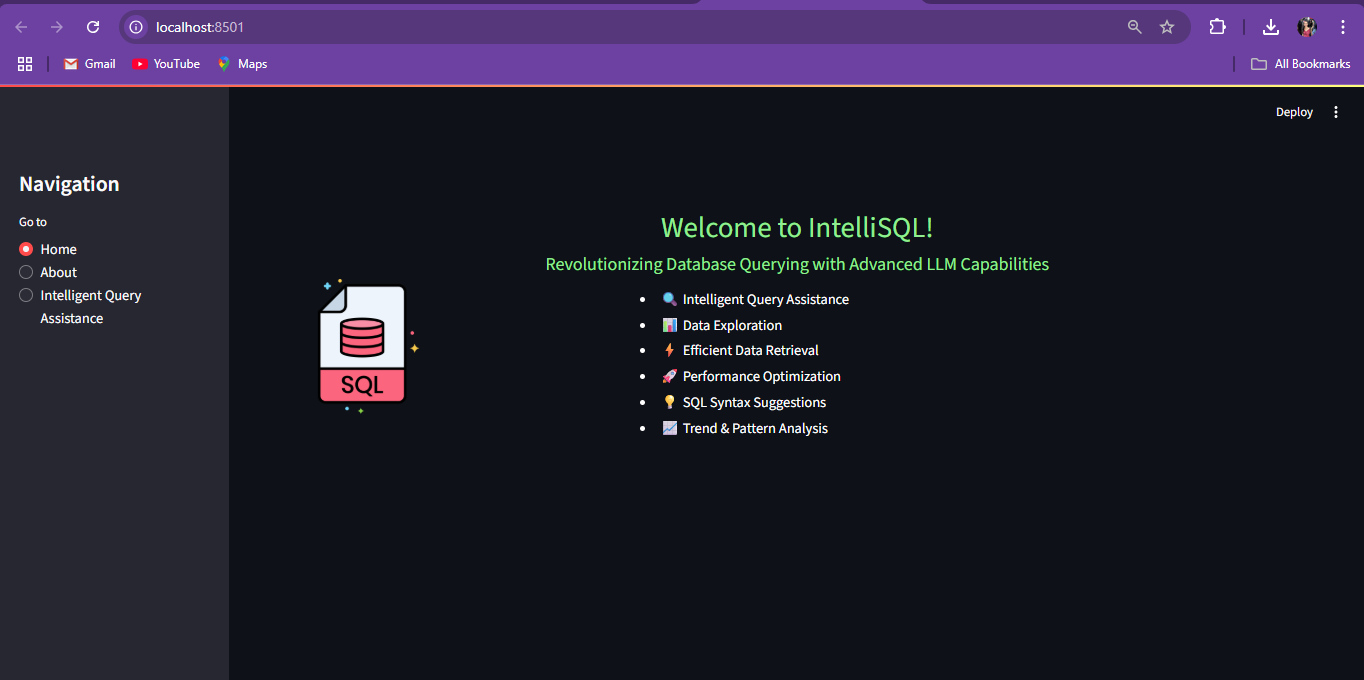 localhost:8501
Gmail YouTube Maps All Bookmarks
Deploy
Navigation
Go to
Home
About
Intelligent Query
Assistance
SQL
Welcome to IntelliSQL!
Revolutionizing Database Querying with Advanced LLM Capabilities
Intelligent Query Assistance
Data Exploration
Efficient Data Retrieval
Performance Optimization
SQL Syntax Suggestions
Trend & Pattern Analysis